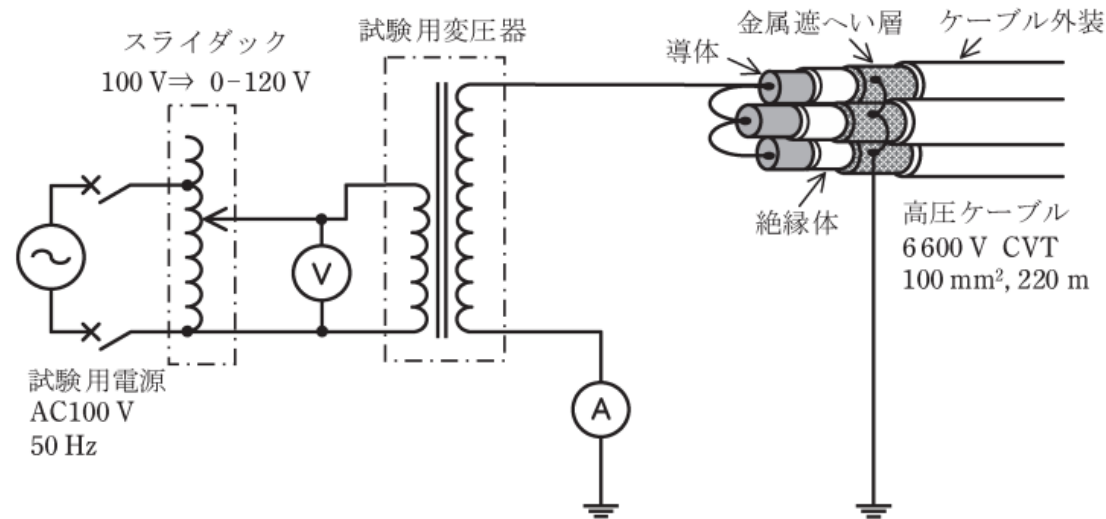 スライダック
100 V⇒ 0-120 V
試験用変圧器
金属遮へい層
ケーブル外装
導体
絶縁体
高圧ケーブル
6 600 V CVT
100 mm², 220 m
V
A
試験用電源
AC100 V
50 Hz